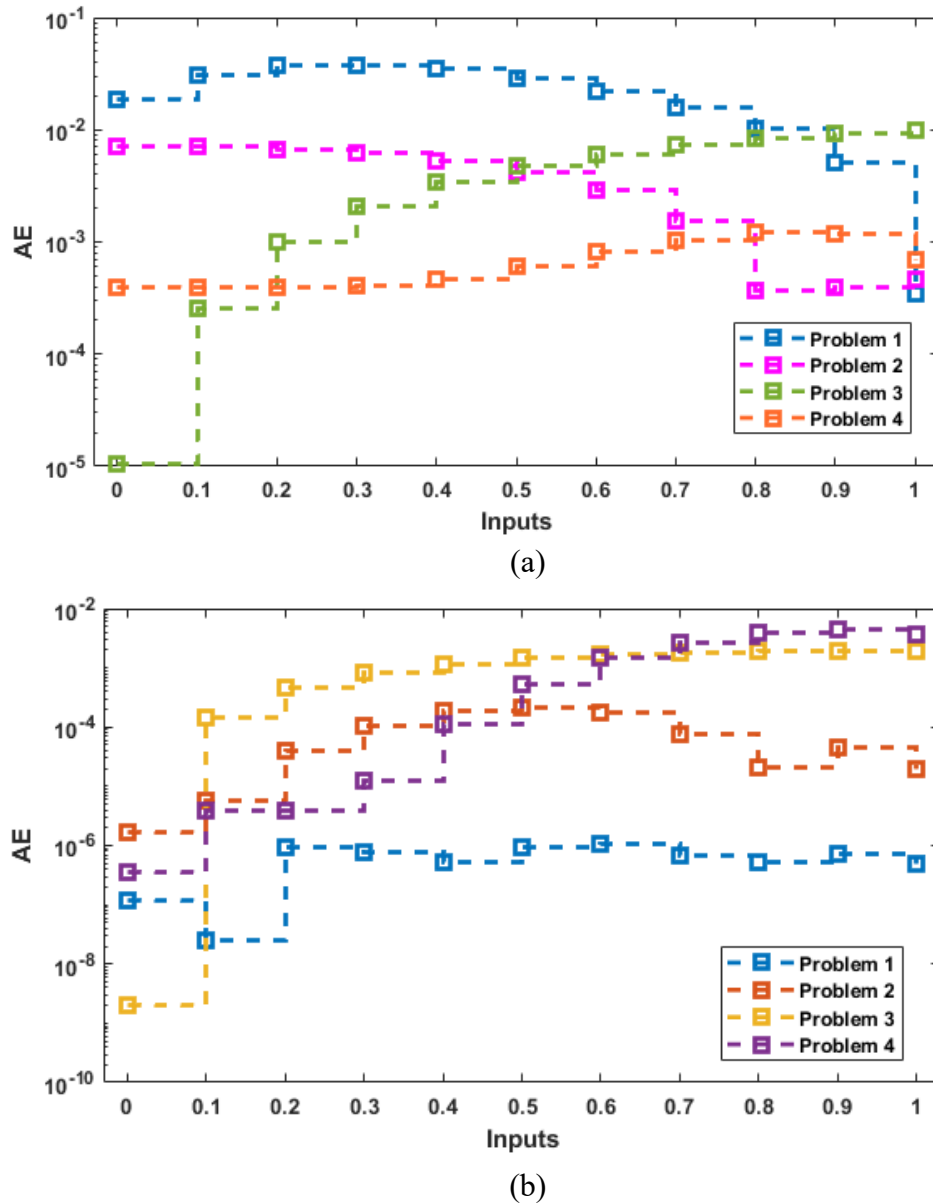 10^-1
10^-2
10^-3
10^-4
10^-5
AE
0 0.1 0.2 0.3 0.4 0.5 0.6 0.7 0.8 0.9 1
Inputs
Problem 1
Problem 2
Problem 3
Problem 4
(a)
10^-2
10^-4
10^-6
10^-8
10^-10
AE
0 0.1 0.2 0.3 0.4 0.5 0.6 0.7 0.8 0.9 1
Inputs
Problem 1
Problem 2
Problem 3
Problem 4
(b)